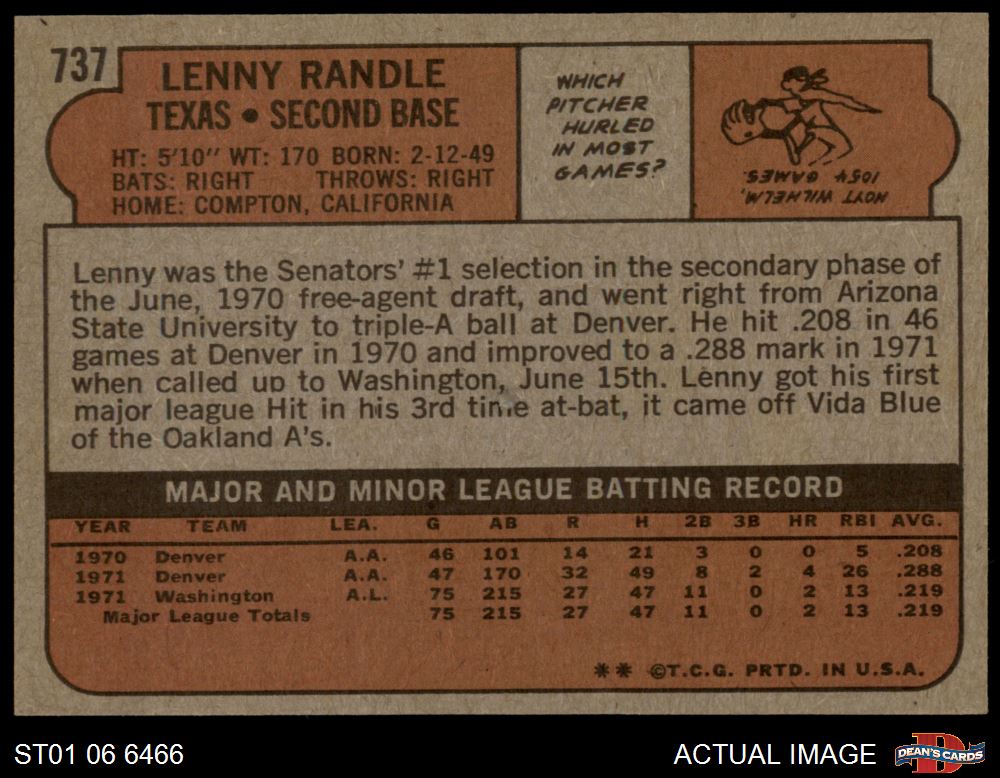 737
LENNY RANDLE
TEXAS • SECOND BASE
HT: 5'10" WT: 170 BORN: 2-12-49
BATS: RIGHT THROWS: RIGHT
HOME: COMPTON, CALIFORNIA
WHICH
PITCHER
HURLED
IN MOST
GAMES?
HOYT WILHELM,
1054 GAMES.
Lenny was the Senators' #1 selection in the secondary phase of
the June, 1970 free-agent draft, and went right from Arizona
State University to triple-A ball at Denver. He hit .208 in 46
games at Denver in 1970 and improved to a .288 mark in 1971
when called up to Washington, June 15th. Lenny got his first
major league Hit in his 3rd time at-bat, it came off Vida Blue
of the Oakland A's.
MAJOR AND MINOR LEAGUE BATTING RECORD
YEAR TEAM LEA. G AB R H 2B 3B HR RBI AVG.
1970 Denver A.A. 46 101 14 21 3 0 0 5 .208
1971 Denver A.A. 47 170 32 49 8 2 4 26 .288
1971 Washington A.L. 75 215 27 47 11 0 2 13 .219
Major League Totals 75 215 27 47 11 0 2 13 .219
** ©T.C.G. PRTD. IN U.S.A.
ST01 06 6466
ACTUAL IMAGE
D
DEAN'S CARDS